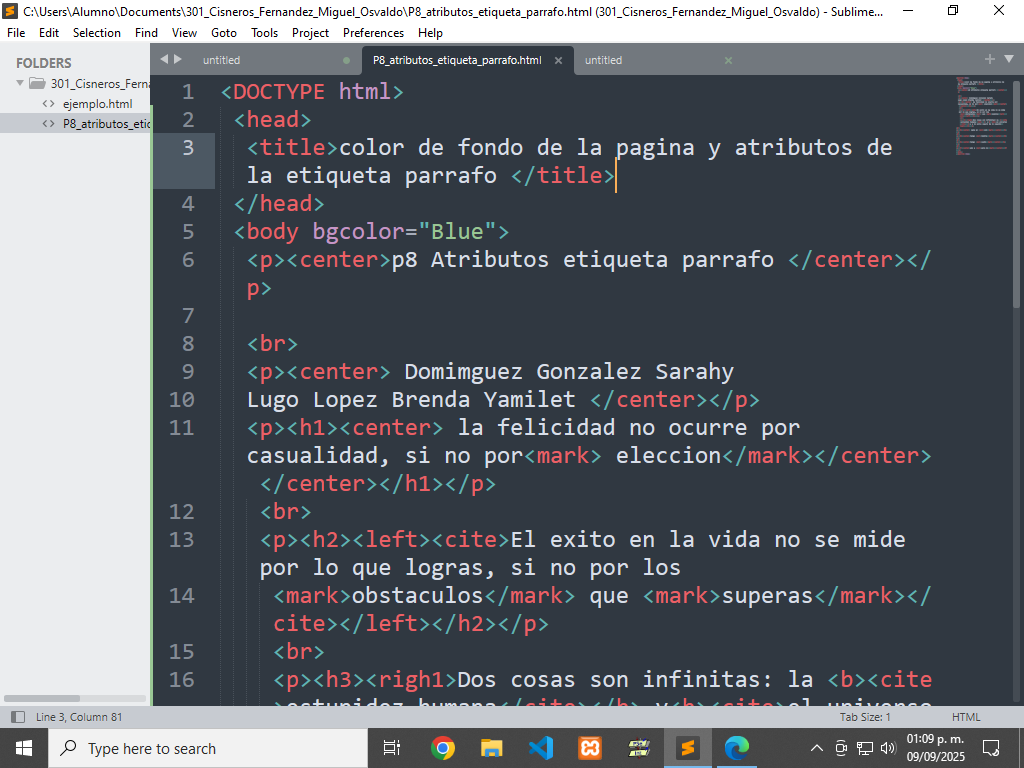 C:\Users\Alumno\Documents\301_Cisneros_Fernandez_Miguel_Osvaldo\P8_atributos_etiqueta_parrafo.html (301_Cisneros_Fernandez_Miguel_Osvaldo) - Sublime...
File Edit Selection Find View Goto Tools Project Preferences Help
FOLDERS
301_Cisneros_Ferna
ejemplo.html
P8_atributos_etiq
untitled P8_atributos_etiqueta_parrafo.html untitled
1 <DOCTYPE html>
2 <head>
3 <title>color de fondo de la pagina y atributos de
la etiqueta parrafo </title>
4 </head>
5 <body bgcolor="Blue">
6 <p><center>p8 Atributos etiqueta parrafo </center></
p>
7
8 <br>
9 <p><center> Domimguez Gonzalez Sarahy
10 Lugo Lopez Brenda Yamilet </center></p>
11 <p><h1><center> la felicidad no ocurre por
casualidad, si no por<mark> eleccion</mark></center>
</center></h1></p>
12 <br>
13 <p><h2><left><cite>El exito en la vida no se mide
por lo que logras, si no por los
14 <mark>obstaculos</mark> que <mark>superas</mark></
cite></left></h2></p>
15 <br>
16 <p><h3><righ1>Dos cosas son infinitas: la <b><cite
>estupidez humana</cite></b> y<b><cite>el universo
Line 3, Column 81 Tab Size: 1 HTML
Type here to search
01:09 p. m.
09/09/2025